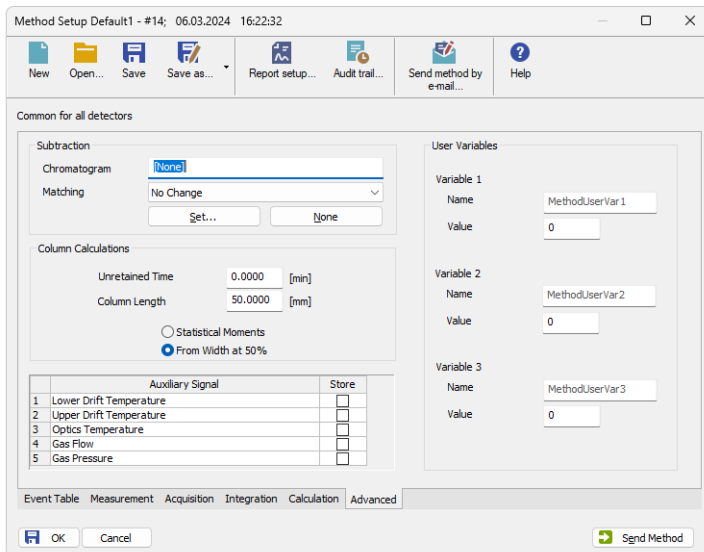 Method Setup Default1 - #14;  06.03.2024  16:22:32
New
Open...
Save
Save as...
Report setup...
Audit trail...
Send method by
e-mail...
Help
Common for all detectors
Subtraction
Chromatogram
[None]
Matching
No Change
Set...
None
Column Calculations
Unretained Time
0.0000
[min]
Column Length
50.0000
[mm]
Statistical Moments
From Width at 50%
Auxiliary Signal
Store
1 Lower Drift Temperature
2 Upper Drift Temperature
3 Optics Temperature
4 Gas Flow
5 Gas Pressure
User Variables
Variable 1
Name
MethodUserVar1
Value
0
Variable 2
Name
MethodUserVar2
Value
0
Variable 3
Name
MethodUserVar3
Value
0
Event Table
Measurement
Acquisition
Integration
Calculation
Advanced
OK
Cancel
Send Method